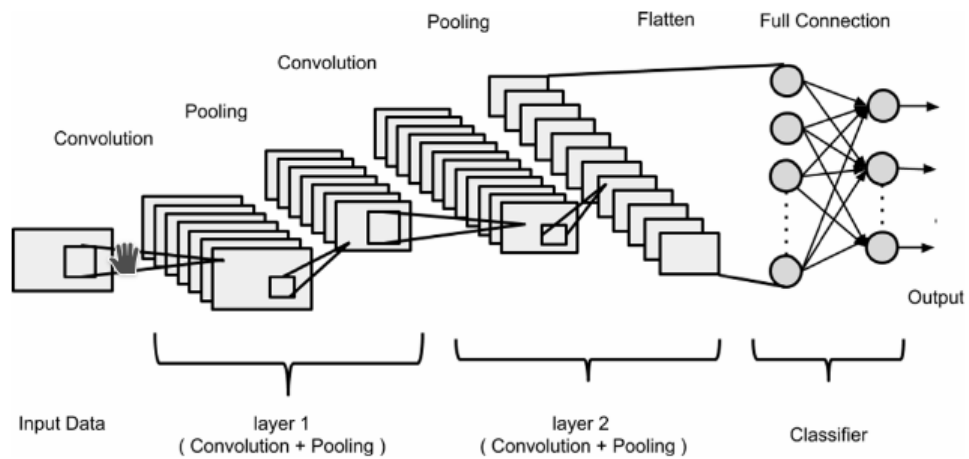 Pooling
Flatten
Full Connection
Convolution
Pooling
Convolution
Output
Input Data
layer 1
( Convolution + Pooling )
layer 2
( Convolution + Pooling )
Classifier